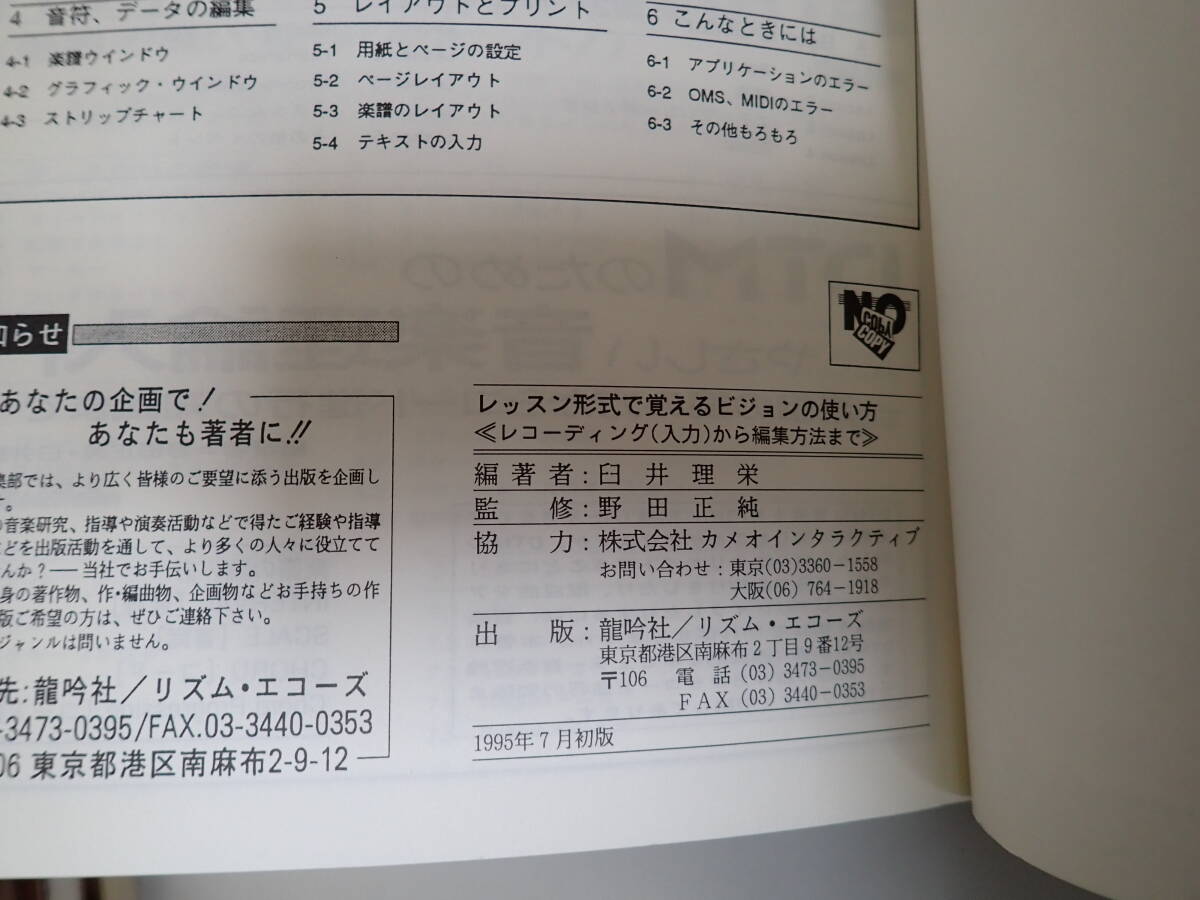 4 音符、データの編集
4-1 楽譜ウインドウ
4-2 グラフィック・ウインドウ
4-3 ストリップチャート
5 レイアウトとプリント
5-1 用紙とページの設定
5-2 ページレイアウト
5-3 楽譜のレイアウト
5-4 テキストの入力
6 こんなときには
6-1 アプリケーションのエラー
6-2 OMS、MIDIのエラー
6-3 その他もろもろ
知らせ
あなたの企画で!
あなたも著者に!!
集部では、より広く皆様のご要望に添う出版を企画し
す。
の音楽研究、指導や演奏活動などで得たご経験や指導
などを出版活動を通して、より多くの人々に役立てて
せんか?――当社でお手伝いします。
身の著作物、作・編曲物、企画物などお手持ちの作
版ご希望の方は、ぜひご連絡下さい。
ジャンルは問いません。
先:龍吟社/リズム・エコーズ
-3473-0395/FAX.03-3440-0353
06 東京都港区南麻布2-9-12
NO
COPY
COPY
レッスン形式で覚えるビジョンの使い方
≪レコーディング(入力)から編集方法まで≫
編著者:臼井理栄
監修:野田正純
協力:株式会社 カメオインタラクティブ
お問い合わせ:東京(03)3360-1558
大阪(06) 764-1918
出版:龍吟社/リズム・エコーズ
東京都港区南麻布2丁目9番12号
〒106 電話 (03) 3473-0395
FAX (03) 3440-0353
1995年7月初版